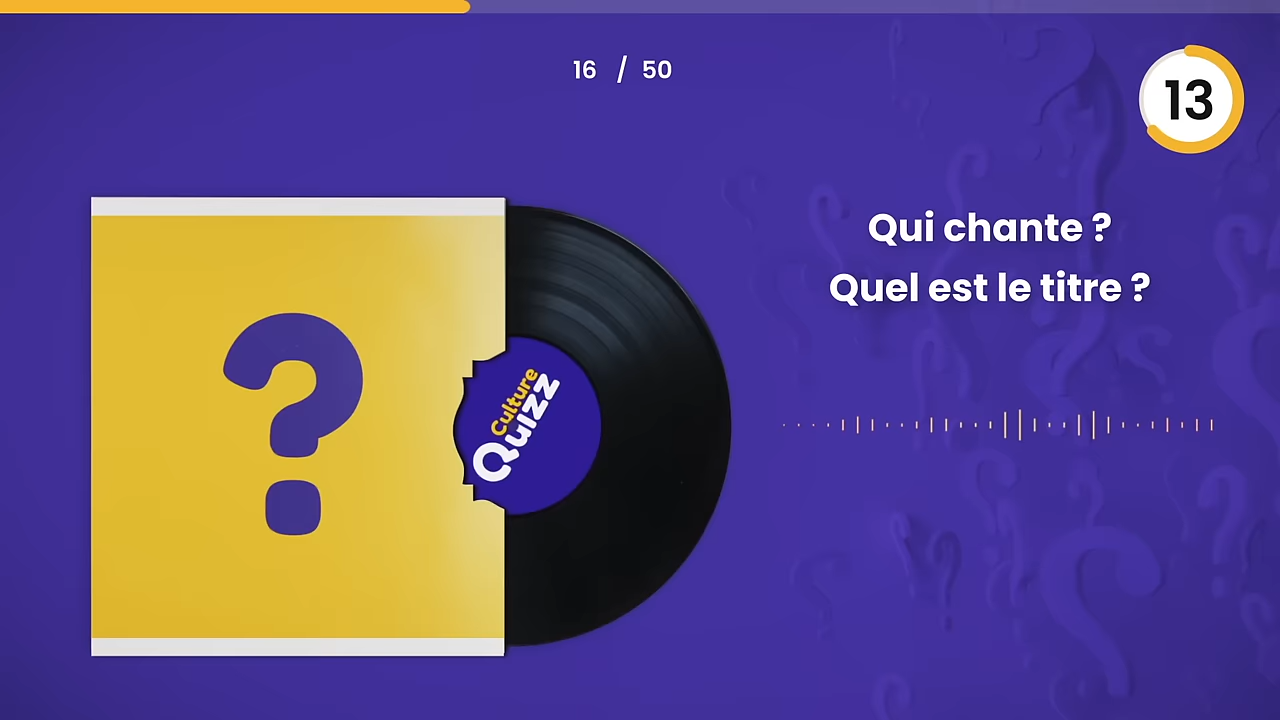 16 / 50
13
Qui chante ?
Quel est le titre ?
Culture
Quizz